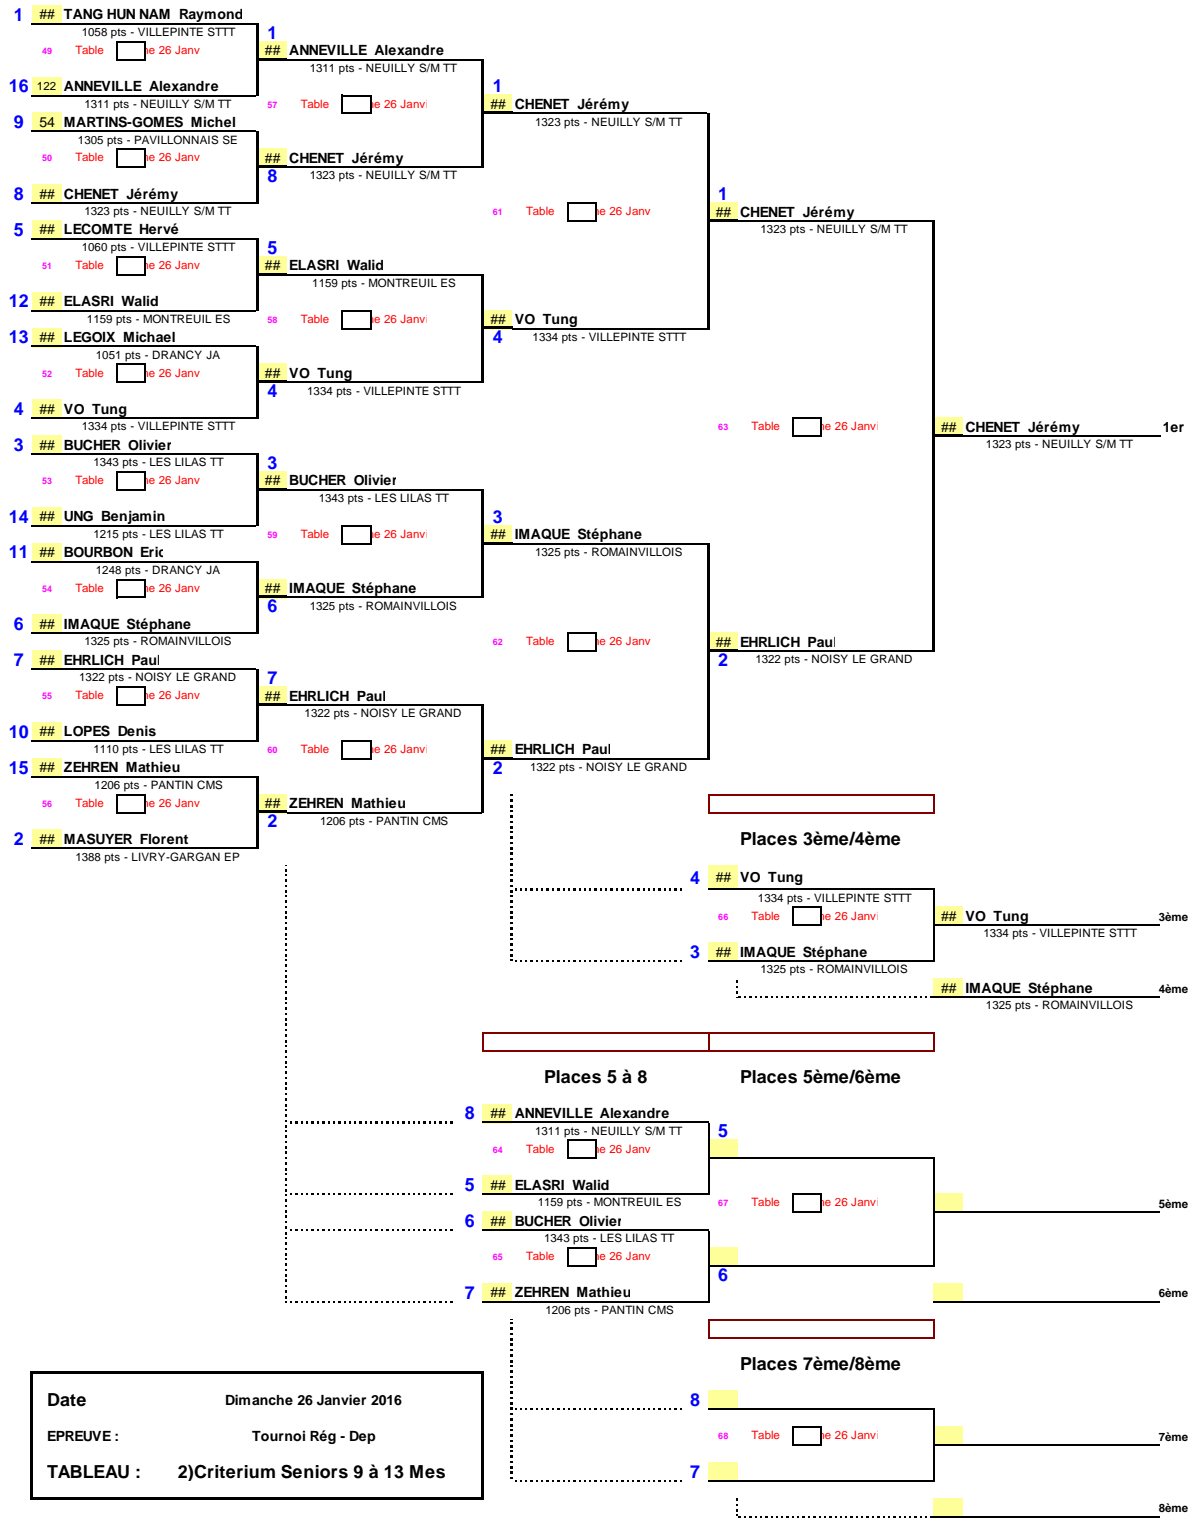 1 ## TANG HUN NAM Raymond
1058 pts - VILLEPINTE STTT
49 Table e 26 Janv
16 122 ANNEVILLE Alexandre
1311 pts - NEUILLY S/M TT
9 54 MARTINS-GOMES Michel
1305 pts - PAVILLONNAIS SE
50 Table e 26 Janv
8 ## CHENET Jérémy
1323 pts - NEUILLY S/M TT
5 ## LECOMTE Hervé
1060 pts - VILLEPINTE STTT
51 Table e 26 Janv
12 ## ELASRI Walid
1159 pts - MONTREUIL ES
13 ## LEGOIX Michael
1051 pts - DRANCY JA
52 Table e 26 Janv
4 ## VO Tung
1334 pts - VILLEPINTE STTT
3 ## BUCHER Olivier
1343 pts - LES LILAS TT
53 Table e 26 Janv
14 ## UNG Benjamin
1215 pts - LES LILAS TT
11 ## BOURBON Eric
1248 pts - DRANCY JA
54 Table e 26 Janv
6 ## IMAQUE Stéphane
1325 pts - ROMAINVILLOIS
7 ## EHRLICH Paul
1322 pts - NOISY LE GRAND
55 Table e 26 Janv
10 ## LOPES Denis
1110 pts - LES LILAS TT
15 ## ZEHREN Mathieu
1206 pts - PANTIN CMS
56 Table e 26 Janv
2 ## MASUYER Florent
1388 pts - LIVRY-GARGAN EP
1
## ANNEVILLE Alexandre
1311 pts - NEUILLY S/M TT
57 Table e 26 Janvi
## CHENET Jérémy
8 1323 pts - NEUILLY S/M TT
5
## ELASRI Walid
1159 pts - MONTREUIL ES
58 Table e 26 Janvi
## VO Tung
4 1334 pts - VILLEPINTE STTT
3
## BUCHER Olivier
1343 pts - LES LILAS TT
59 Table e 26 Janvi
## IMAQUE Stéphane
6 1325 pts - ROMAINVILLOIS
7
## EHRLICH Paul
1322 pts - NOISY LE GRAND
60 Table e 26 Janvi
## ZEHREN Mathieu
2 1206 pts - PANTIN CMS
1
## CHENET Jérémy
1323 pts - NEUILLY S/M TT
61 Table e 26 Janv
## VO Tung
4 1334 pts - VILLEPINTE STTT
3
## IMAQUE Stéphane
1325 pts - ROMAINVILLOIS
62 Table e 26 Janv
## EHRLICH Paul
2 1322 pts - NOISY LE GRAND
1
## CHENET Jérémy
1323 pts - NEUILLY S/M TT
63 Table e 26 Janvi
## EHRLICH Paul
2 1322 pts - NOISY LE GRAND
## CHENET Jérémy 1er
1323 pts - NEUILLY S/M TT
Places 3ème/4ème
4 ## VO Tung
1334 pts - VILLEPINTE STTT
66 Table e 26 Janvi
3 ## IMAQUE Stéphane
1325 pts - ROMAINVILLOIS
## VO Tung 3ème
1334 pts - VILLEPINTE STTT
## IMAQUE Stéphane 4ème
1325 pts - ROMAINVILLOIS
Places 5 à 8
Places 5ème/6ème
8 ## ANNEVILLE Alexandre
1311 pts - NEUILLY S/M TT
64 Table e 26 Janv
5 ## ELASRI Walid
1159 pts - MONTREUIL ES
6 ## BUCHER Olivier
1343 pts - LES LILAS TT
65 Table e 26 Janv
7 ## ZEHREN Mathieu
1206 pts - PANTIN CMS
5
67 Table e 26 Janvi
6
5ème
6ème
Places 7ème/8ème
8
68 Table e 26 Janvi
7
7ème
8ème
Date Dimanche 26 Janvier 2016
EPREUVE : Tournoi Rég - Dep
TABLEAU : 2)Criterium Seniors 9 à 13 Mes